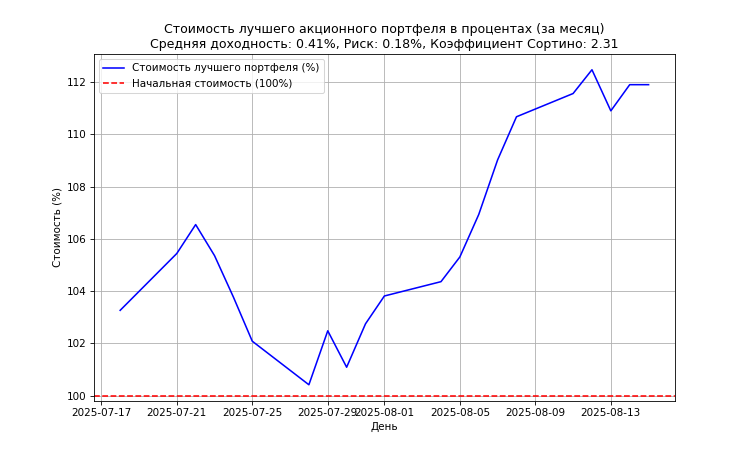 Стоимость лучшего акционного портфеля в процентах (за месяц)
Средняя доходность: 0.41%, Риск: 0.18%, Коэффициент Сортино: 2.31
Стоимость лучшего портфеля (%)
Начальная стоимость (100%)
Стоимость (%)
112
110
108
106
104
102
100
2025-07-17
2025-07-21
2025-07-25
2025-07-29
2025-08-01
2025-08-05
2025-08-09
2025-08-13
День